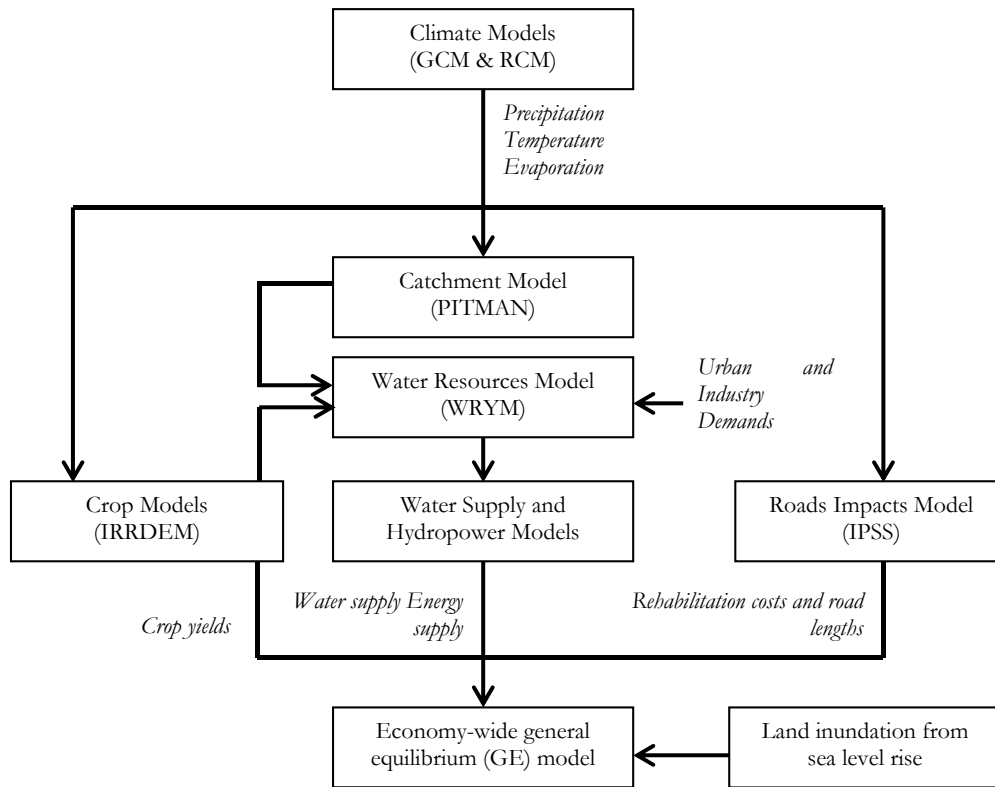 Climate Models
(GCM & RCM)
Precipitation
Temperature
Evaporation
Catchment Model
(PITMAN)
Water Resources Model
(WRYM)
Urban and
Industry
Demands
Crop Models
(IRRDEM)
Water Supply and
Hydropower Models
Roads Impacts Model
(IPSS)
Crop yields
Water supply Energy
supply
Rehabilitation costs and road
lengths
Economy-wide general
equilibrium (GE) model
Land inundation from
sea level rise